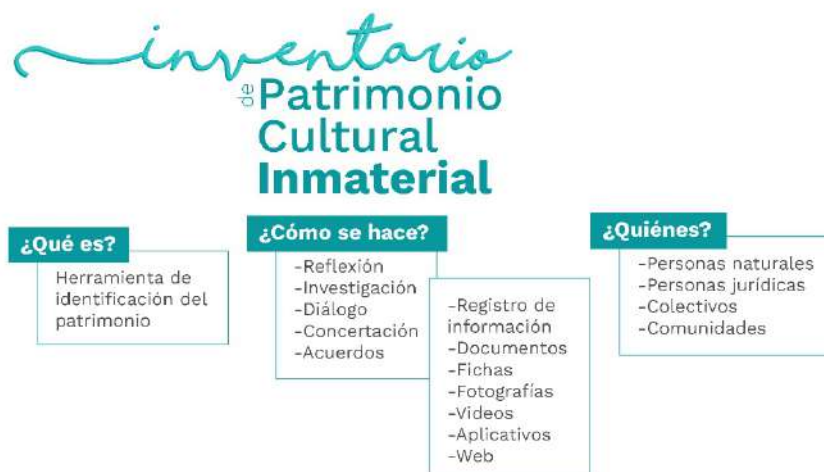 inventario
de Patrimonio
Cultural
Inmaterial
¿Qué es?
Herramienta de
identificación del
patrimonio
¿Cómo se hace?
-Reflexión
-Investigación
-Diálogo
-Concertación
-Acuerdos
-Registro de
información
-Documentos
-Fichas
-Fotografías
-Videos
-Aplicativos
-Web
¿Quiénes?
-Personas naturales
-Personas jurídicas
-Colectivos
-Comunidades